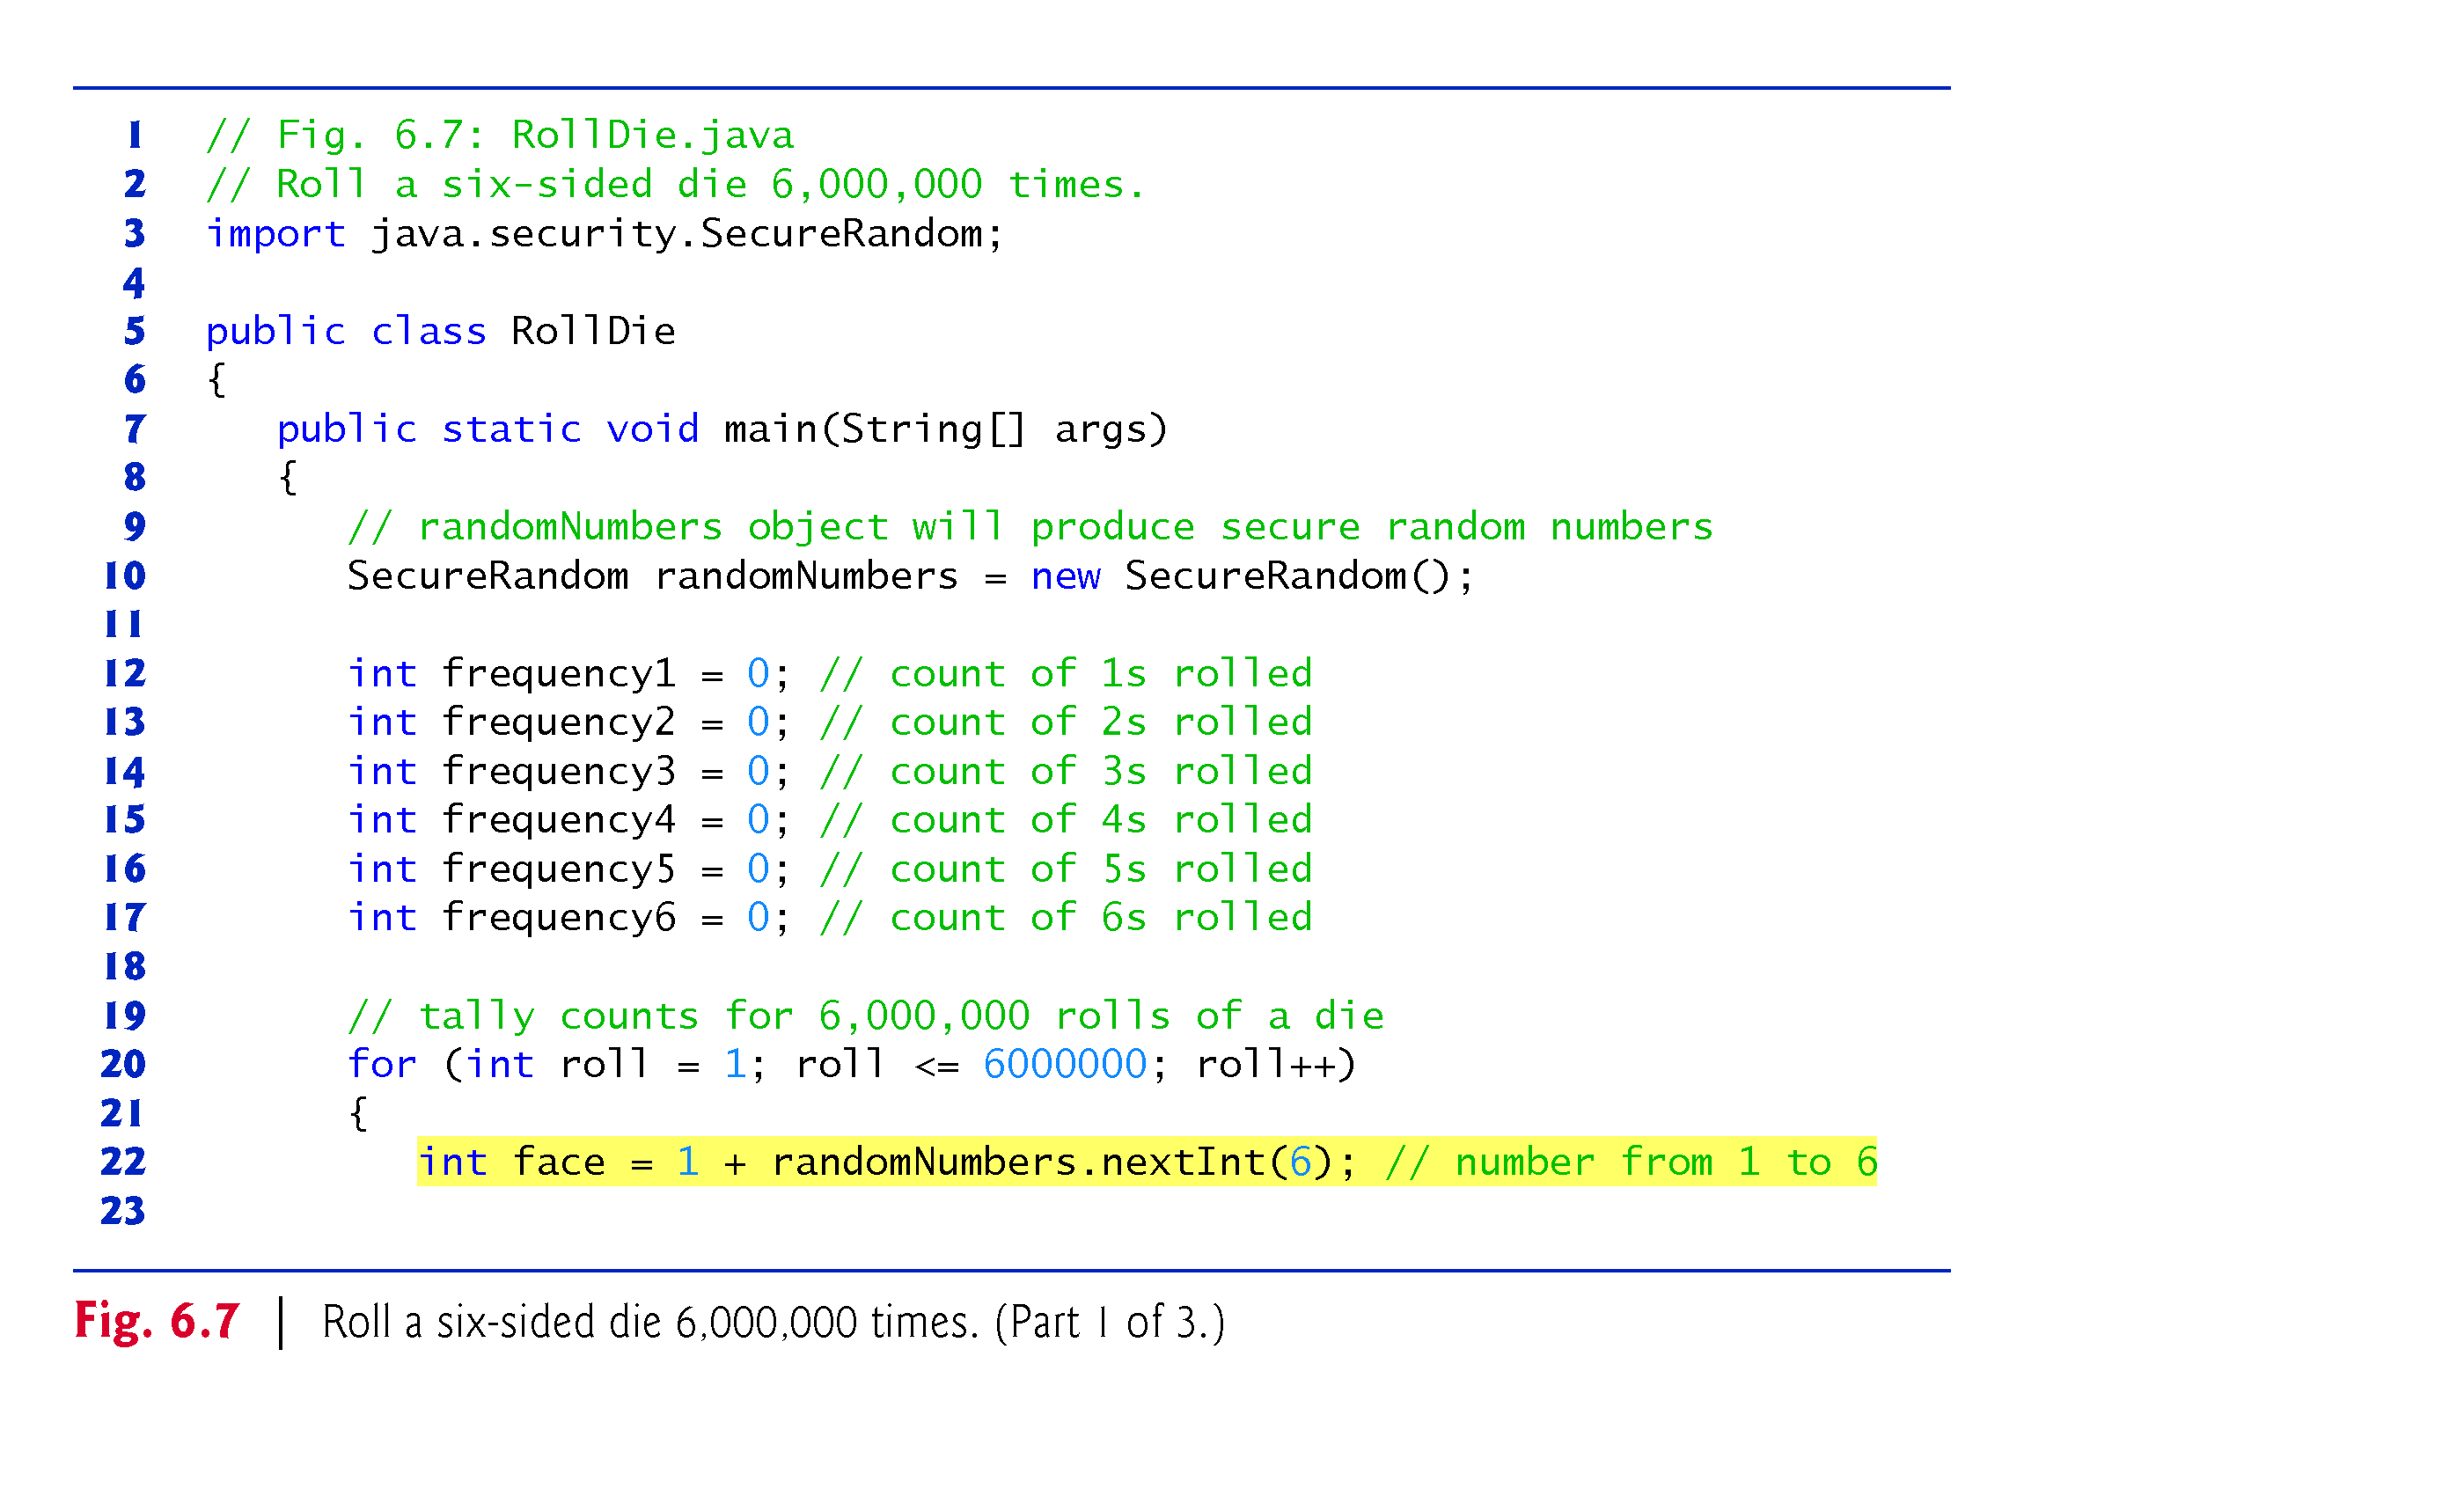 1 // Fig. 6.7: RollDie.java
2 // Roll a six-sided die 6,000,000 times.
3 import java.security.SecureRandom;
4
5 public class RollDie
6 {
7 public static void main(String[] args)
8 {
9 // randomNumbers object will produce secure random numbers
10 SecureRandom randomNumbers = new SecureRandom();
11
12 int frequency1 = 0; // count of 1s rolled
13 int frequency2 = 0; // count of 2s rolled
14 int frequency3 = 0; // count of 3s rolled
15 int frequency4 = 0; // count of 4s rolled
16 int frequency5 = 0; // count of 5s rolled
17 int frequency6 = 0; // count of 6s rolled
18
19 // tally counts for 6,000,000 rolls of a die
20 for (int roll = 1; roll <= 6000000; roll++)
21 {
22 int face = 1 + randomNumbers.nextInt(6); // number from 1 to 6
23
Fig. 6.7 | Roll a six-sided die 6,000,000 times. (Part 1 of 3.)